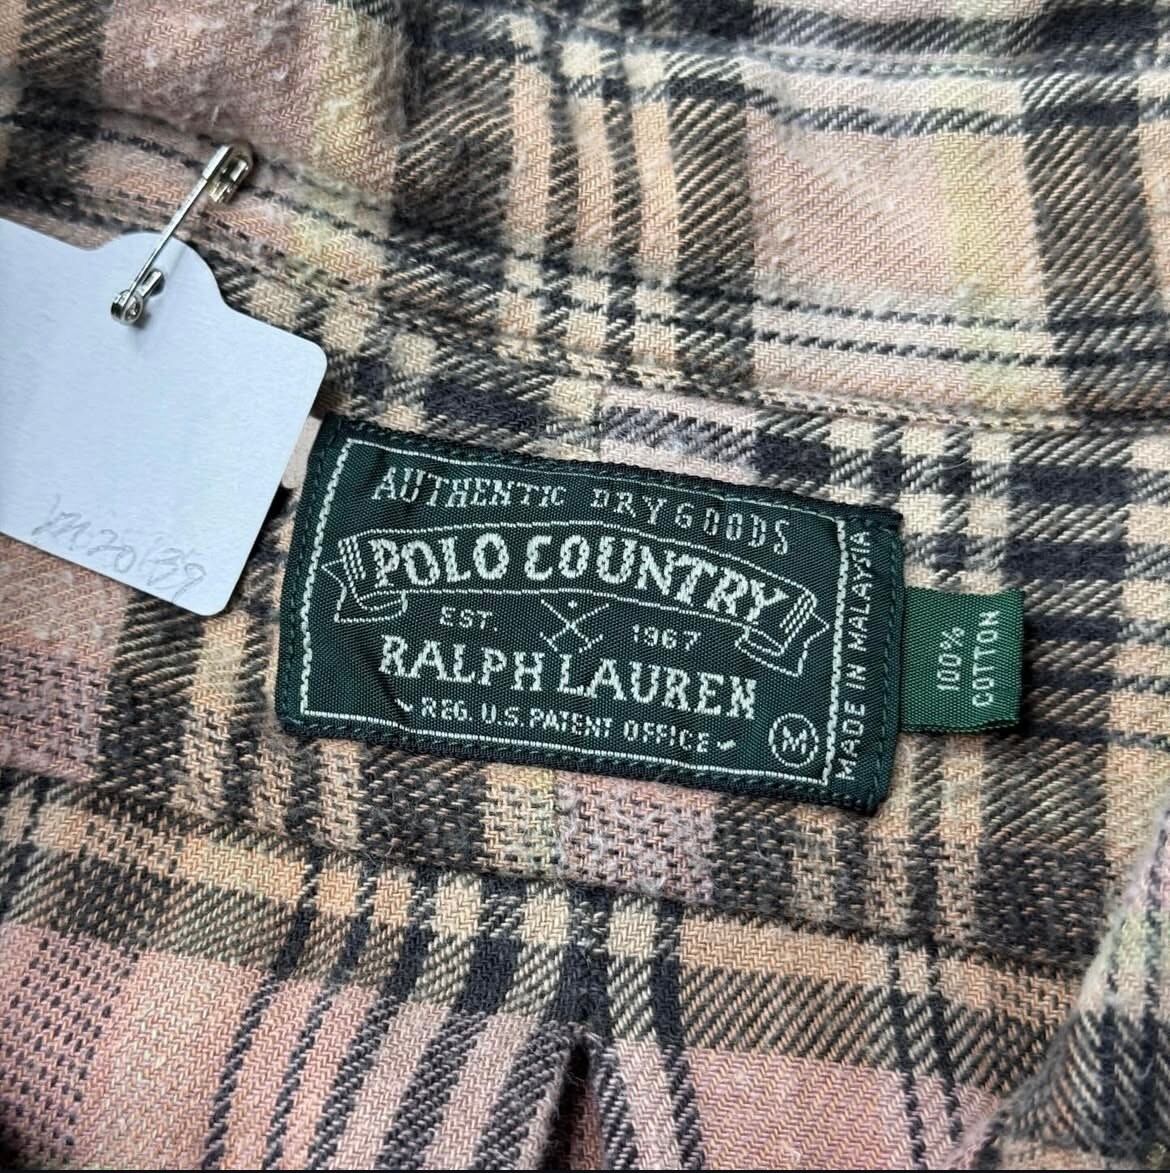 AUTHENTIC DRY GOODS
POLO COUNTRY
EST. 1967
RALPH LAUREN
REG. U.S. PATENT OFFICE
M
MADE IN MALAYSIA
100%
COTTON